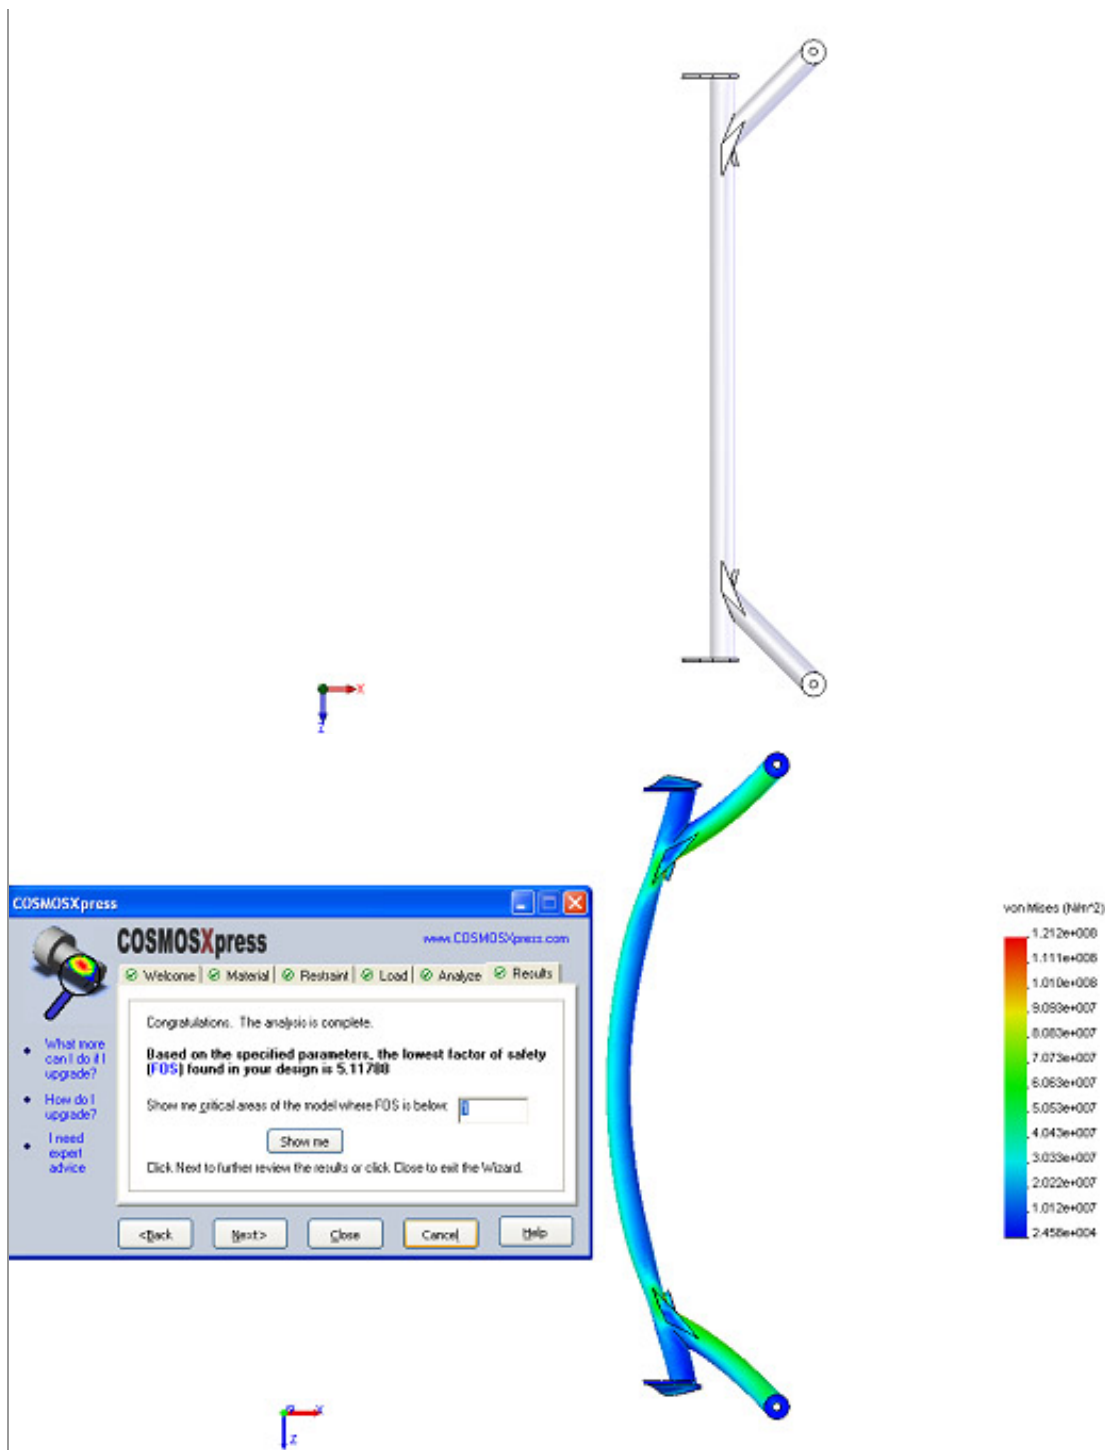 X
Z
COSMOSXpress
COSMOSXpress
www.COSMOSXpress.com
Welcome
Material
Restraint
Load
Analyze
Results
Congratulations. The analysis is complete.
Based on the specified parameters, the lowest factor of safety
(FOS) found in your design is 5.11788
Show me critical areas of the model where FOS is below:
1
Show me
Click Next to further review the results or click Close to exit the Wizard.
What more
can I do if I
upgrade?
How do I
upgrade?
I need
expert
advice
<Back
Next>
Close
Cancel
Help
von Mises (N/m^2)
1.212e+008
1.111e+008
1.010e+008
9.093e+007
8.083e+007
7.073e+007
6.063e+007
5.053e+007
4.043e+007
3.033e+007
2.022e+007
1.012e+007
2.458e+004
X
Z